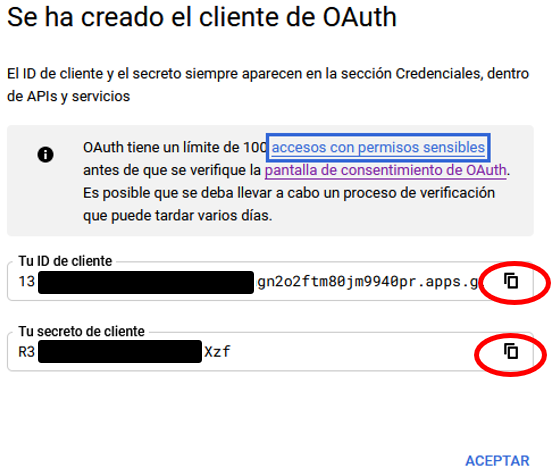 Se ha creado el cliente de OAuth
El ID de cliente y el secreto siempre aparecen en la sección Credenciales, dentro
de APIs y servicios
OAuth tiene un límite de 100 accesos con permisos sensibles
antes de que se verifique la pantalla de consentimiento de OAuth.
Es posible que se deba llevar a cabo un proceso de verificación
que puede tardar varios días.
Tu ID de cliente
13 gn2o2ftm80jm9940pr.apps.g
Tu secreto de cliente
R3 Xzf
ACEPTAR